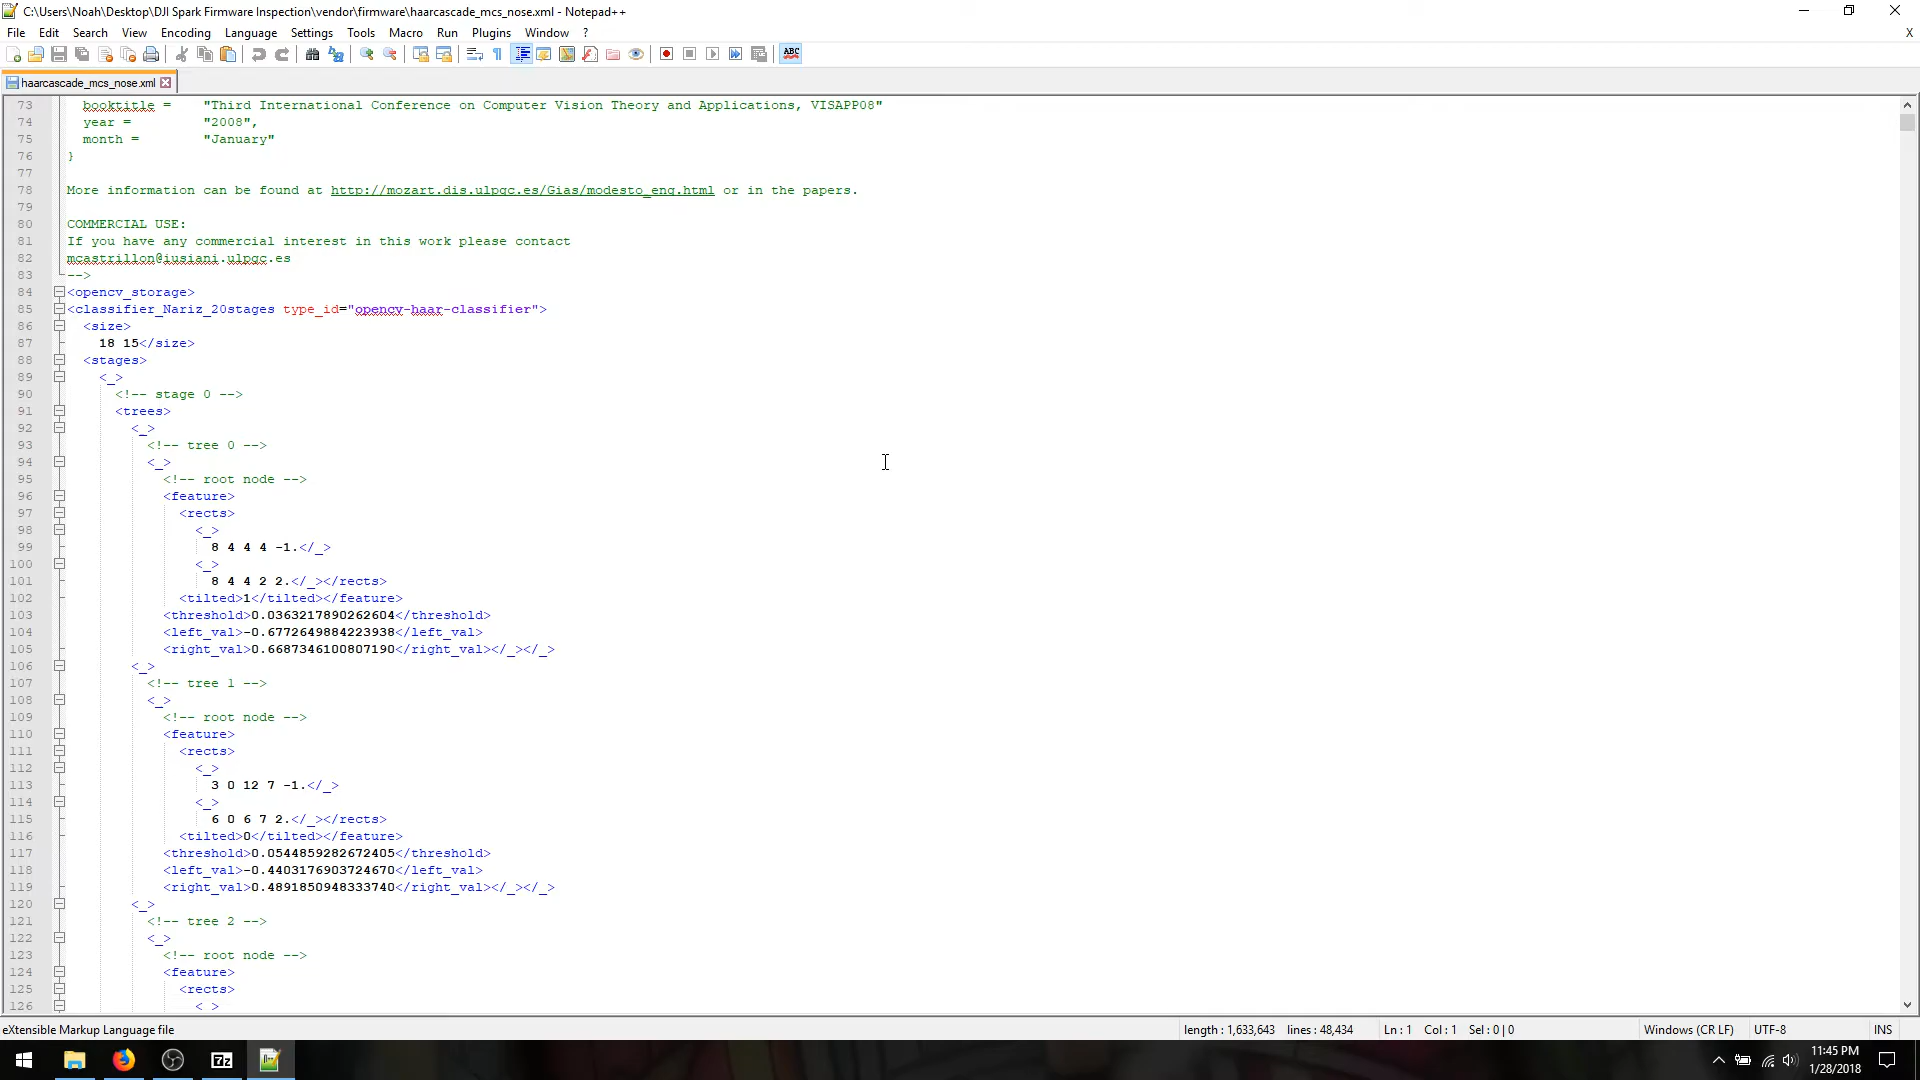 C:\Users\Noah\Desktop\DJI Spark Firmware Inspection\vendor\firmware\haarcascade_mcs_nose.xml - Notepad++
File Edit Search View Encoding Language Settings Tools Macro Run Plugins Window ? X
ABC
haarcascade_mcs_nose.xml
73 booktitle = "Third International Conference on Computer Vision Theory and Applications, VISAPP08"
74 year = "2008",
75 month = "January"
76 }
77
78 More information can be found at http://mozart.dis.ulpgc.es/Gias/modesto_eng.html or in the papers.
79
80 COMMERCIAL USE:
81 If you have any commercial interest in this work please contact
82 mcastrillon@iusiani.ulpgc.es
83 -->
84 <opencv_storage>
85 <classifier_Nariz_20stages type_id="opencv-haar-classifier">
86 <size>
87 18 15</size>
88 <stages>
89 <_>
90 <!-- stage 0 -->
91 <trees>
92 <_>
93 <!-- tree 0 -->
94 <_>
95 <!-- root node -->
96 <feature>
97 <rects>
98 <_>
99 8 4 4 4 -1.</_>
100 <_>
101 8 4 4 2 2.</_></rects>
102 <tilted>1</tilted></feature>
103 <threshold>0.0363217890262604</threshold>
104 <left_val>-0.6772649884223938</left_val>
105 <right_val>0.6687346100807190</right_val></_></_>
106 <_>
107 <!-- tree 1 -->
108 <_>
109 <!-- root node -->
110 <feature>
111 <rects>
112 <_>
113 3 0 12 7 -1.</_>
114 <_>
115 6 0 6 7 2.</_></rects>
116 <tilted>0</tilted></feature>
117 <threshold>0.0544859282672405</threshold>
118 <left_val>-0.4403176903724670</left_val>
119 <right_val>0.4891850948333740</right_val></_></_>
120 <_>
121 <!-- tree 2 -->
122 <_>
123 <!-- root node -->
124 <feature>
125 <rects>
126 <_>
eXtensible Markup Language file length : 1,633,643 lines : 48,434 Ln : 1 Col : 1 Sel : 0 | 0 Windows (CR LF) UTF-8 INS
7z
11:45 PM
1/28/2018